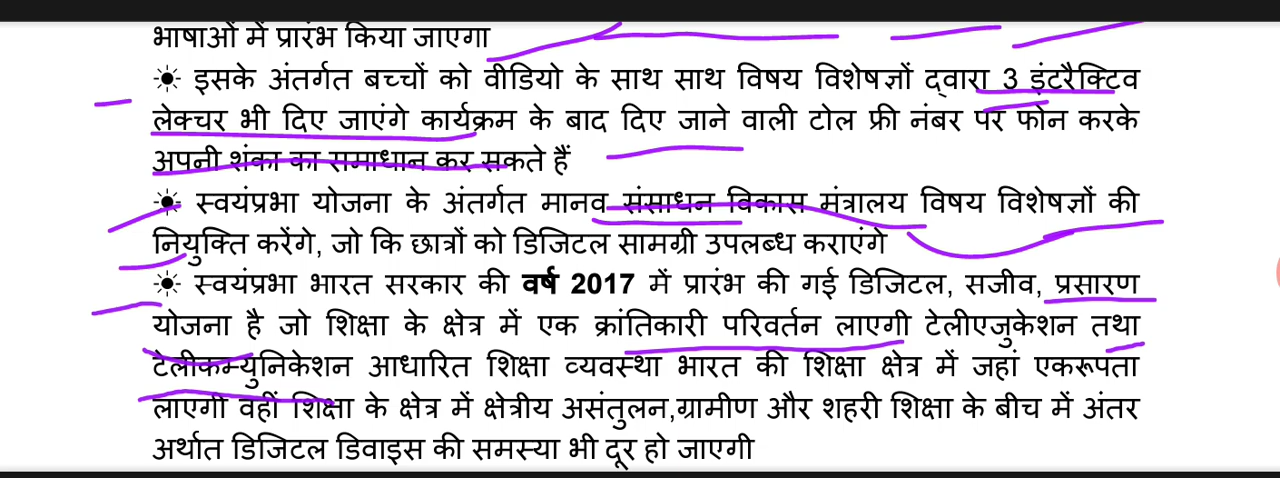 भाषाओं में प्रारंभ किया जाएगा
☀ इसके अंतर्गत बच्चों को वीडियो के साथ साथ विषय विशेषज्ञों द्वारा 3 इंटरैक्टिव
लेक्चर भी दिए जाएंगे कार्यक्रम के बाद दिए जाने वाली टोल फ्री नंबर पर फोन करके
अपनी शंका का समाधान कर सकते हैं
☀ स्वयंप्रभा योजना के अंतर्गत मानव संसाधन विकास मंत्रालय विषय विशेषज्ञों की
नियुक्ति करेंगे, जो कि छात्रों को डिजिटल सामग्री उपलब्ध कराएंगे
☀ स्वयंप्रभा भारत सरकार की वर्ष 2017 में प्रारंभ की गई डिजिटल, सजीव, प्रसारण
योजना है जो शिक्षा के क्षेत्र में एक क्रांतिकारी परिवर्तन लाएगी टेलीएजुकेशन तथा
टेलीकम्युनिकेशन आधारित शिक्षा व्यवस्था भारत की शिक्षा क्षेत्र में जहां एकरूपता
लाएगी वहीं शिक्षा के क्षेत्र में क्षेत्रीय असंतुलन,ग्रामीण और शहरी शिक्षा के बीच में अंतर
अर्थात डिजिटल डिवाइस की समस्या भी दूर हो जाएगी